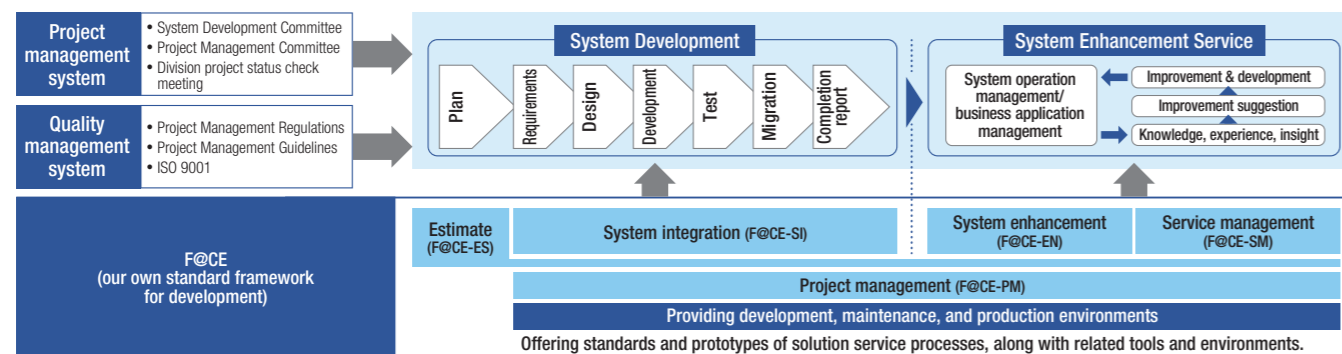 Project
management
system
• System Development Committee
• Project Management Committee
• Division project status check
meeting
Quality
management
system
• Project Management Regulations
• Project Management Guidelines
• ISO 9001
System Development
Plan
Requirements
Design
Development
Test
Migration
Completion
report
System Enhancement Service
System operation
management/
business application
management
Improvement & development
Improvement suggestion
Knowledge, experience, insight
F@CE
(our own standard framework
for development)
Estimate
(F@CE-ES)
System integration (F@CE-SI)
System enhancement
(F@CE-EN)
Service management
(F@CE-SM)
Project management (F@CE-PM)
Providing development, maintenance, and production environments
Offering standards and prototypes of solution service processes, along with related tools and environments.